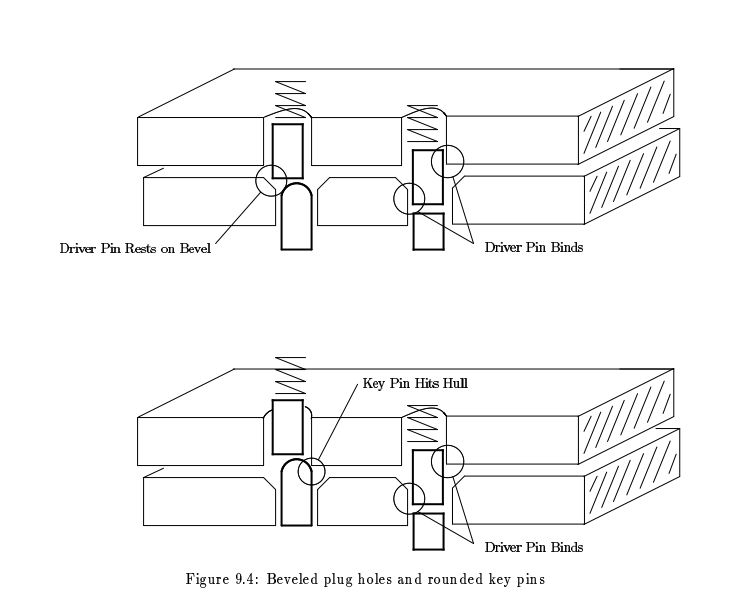 Driver Pin Rests on Bevel
Driver Pin Binds
Key Pin Hits Hull
Driver Pin Binds
Figure 9.4: Beveled plug holes and rounded key pins